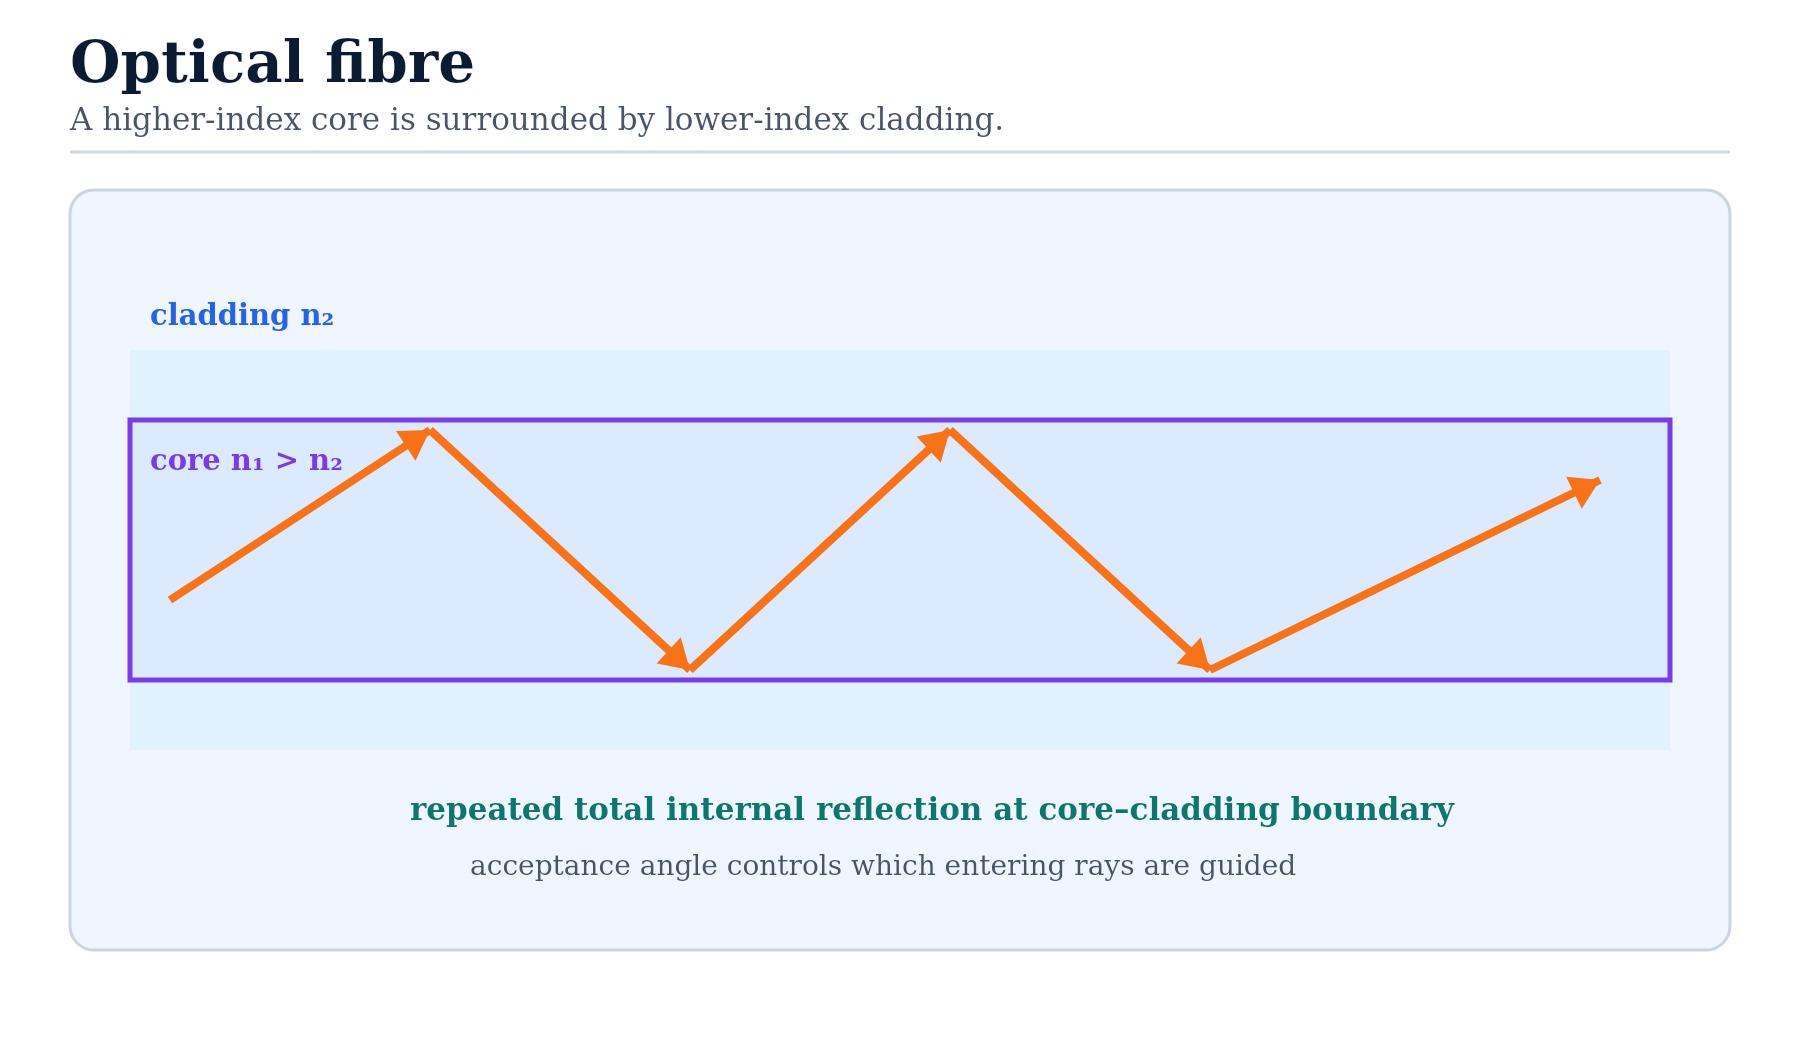 Optical fibre
A higher-index core is surrounded by lower-index cladding.
cladding n₂
core n₁ > n₂
repeated total internal reflection at core–cladding boundary
acceptance angle controls which entering rays are guided